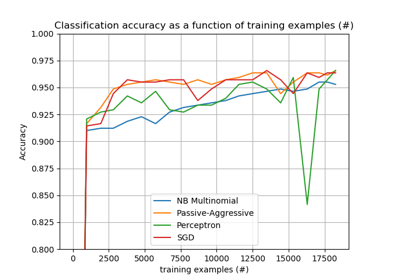 Classification accuracy as a function of training examples (#)
1.000
0.975
0.950
0.925
0.900
0.875
0.850
0.825
0.800
Accuracy
NB Multinomial
Passive-Aggressive
Perceptron
SGD
0 2500 5000 7500 10000 12500 15000 17500
training examples (#)